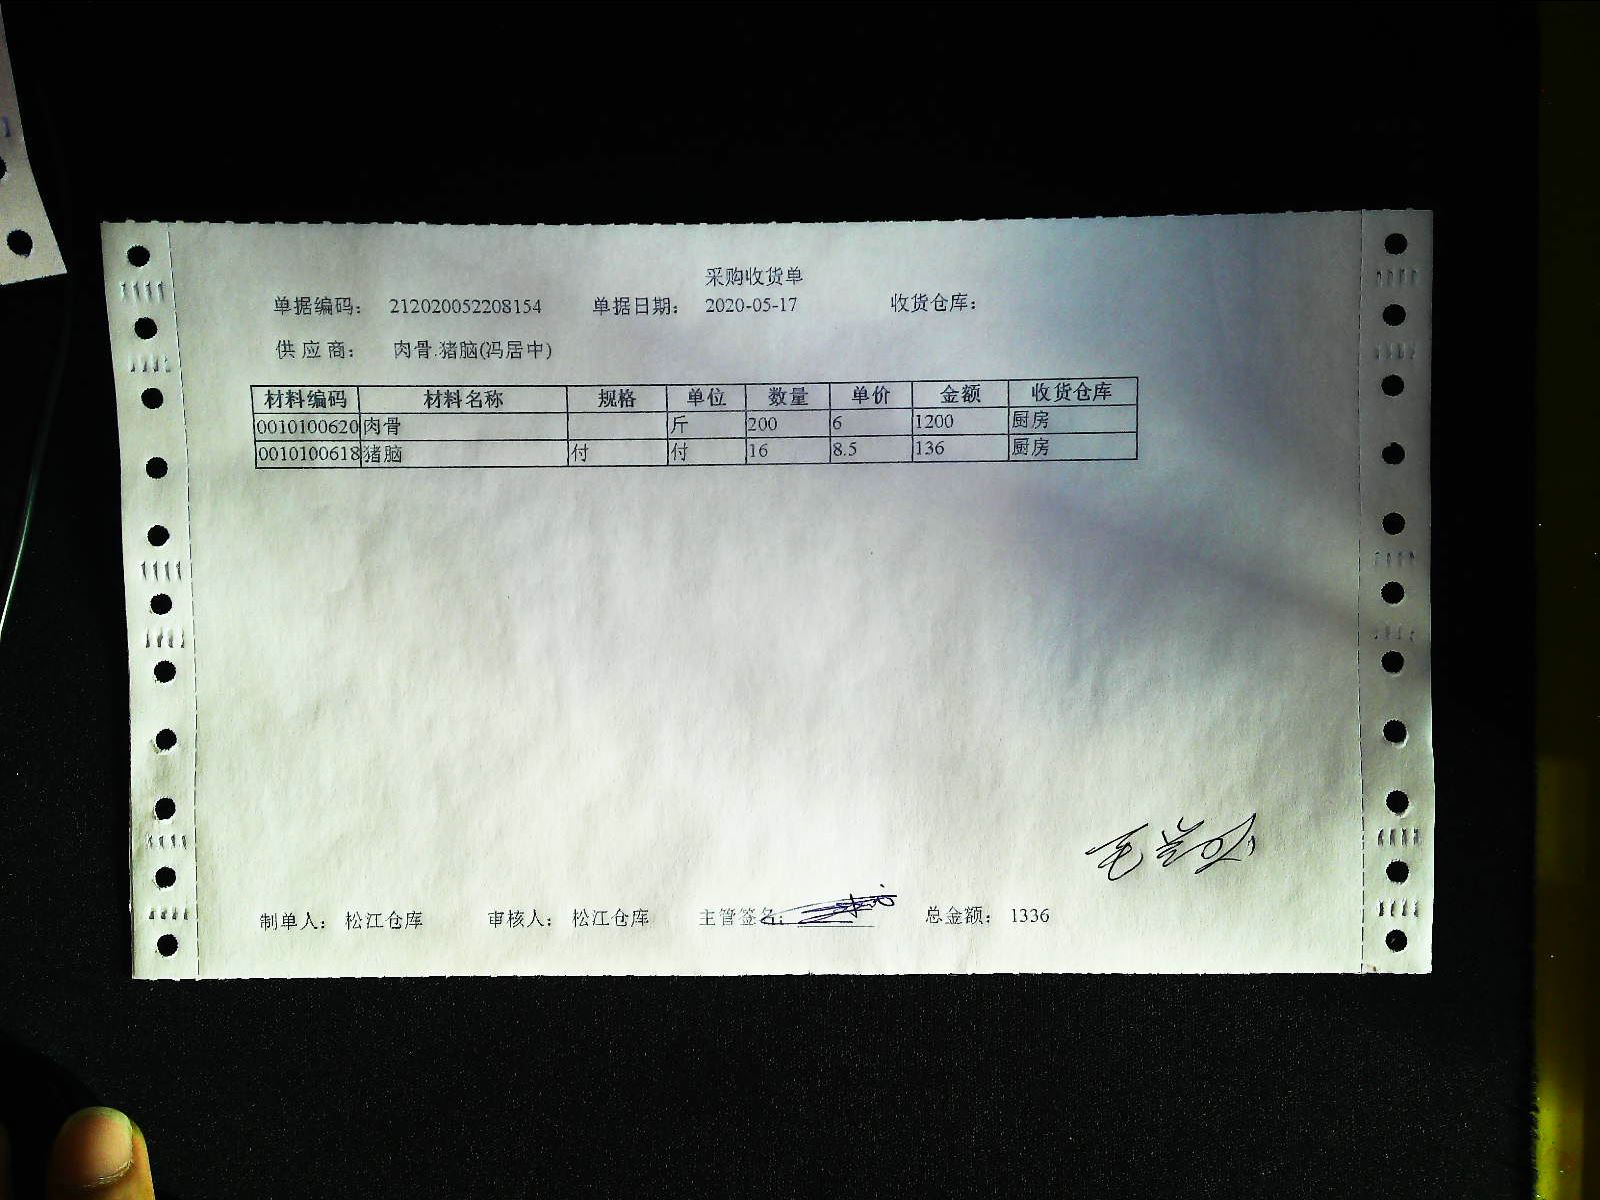 采购收货单
单据编码： 212020052208154 单据日期： 2020-05-17 收货仓库：
供 应 商： 肉骨.猪脑(冯居中)
材料编码 材料名称 规格 单位 数量 单价 金额 收货仓库
0010100620 肉骨 斤 200 6 1200 厨房
0010100618 猪脑 付 付 16 8.5 136 厨房
制单人： 松江仓库 审核人： 松江仓库 主管签名： 总金额： 1336